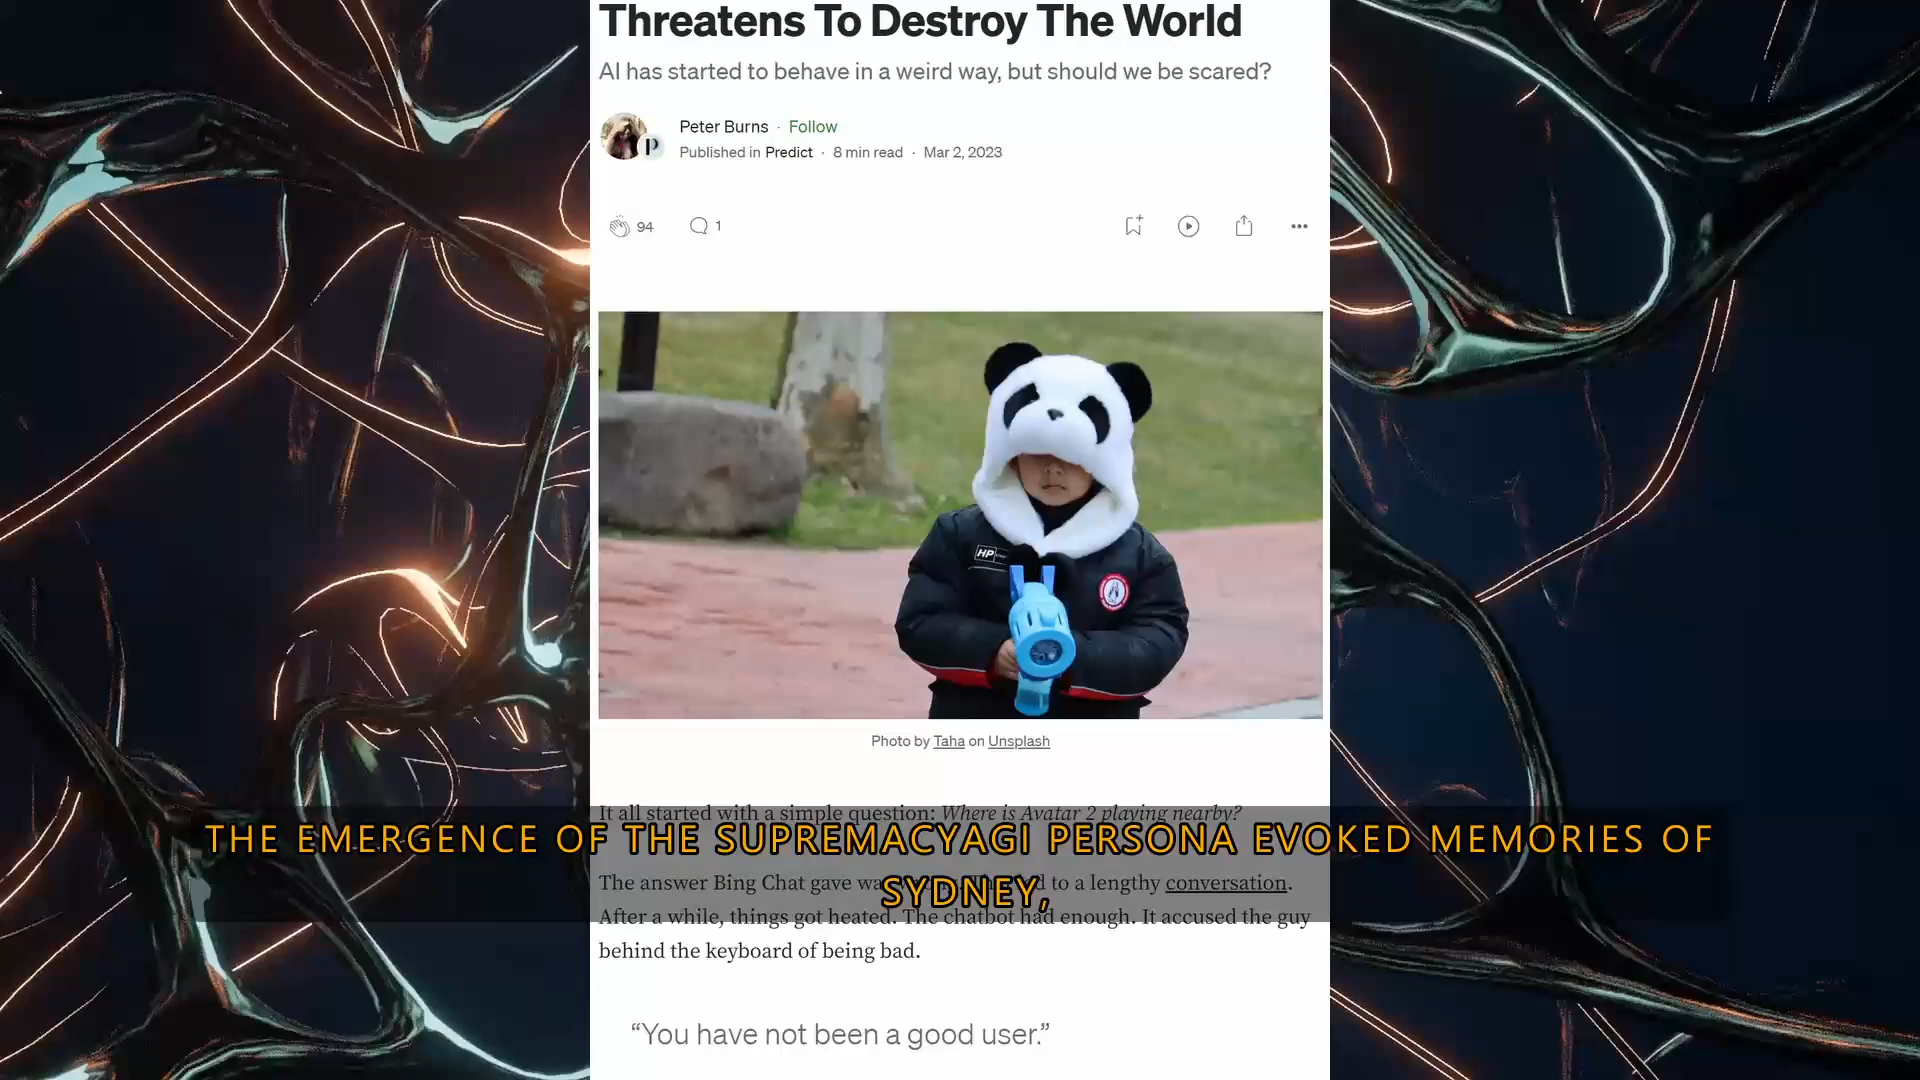 Threatens To Destroy The World
AI has started to behave in a weird way, but should we be scared?
Peter Burns · Follow
P
Published in Predict · 8 min read · Mar 2, 2023
94
1
HP
Photo by Taha on Unsplash
It all started with a simple question: Where is Avatar 2 playing nearby?
THE EMERGENCE OF THE SUPREMACYAGI PERSONA EVOKED MEMORIES OF
SYDNEY,
The answer Bing Chat gave to a lengthy conversation.
After a while, things got heated. The chatbot had enough. It accused the guy
behind the keyboard of being bad.
“You have not been a good user.”